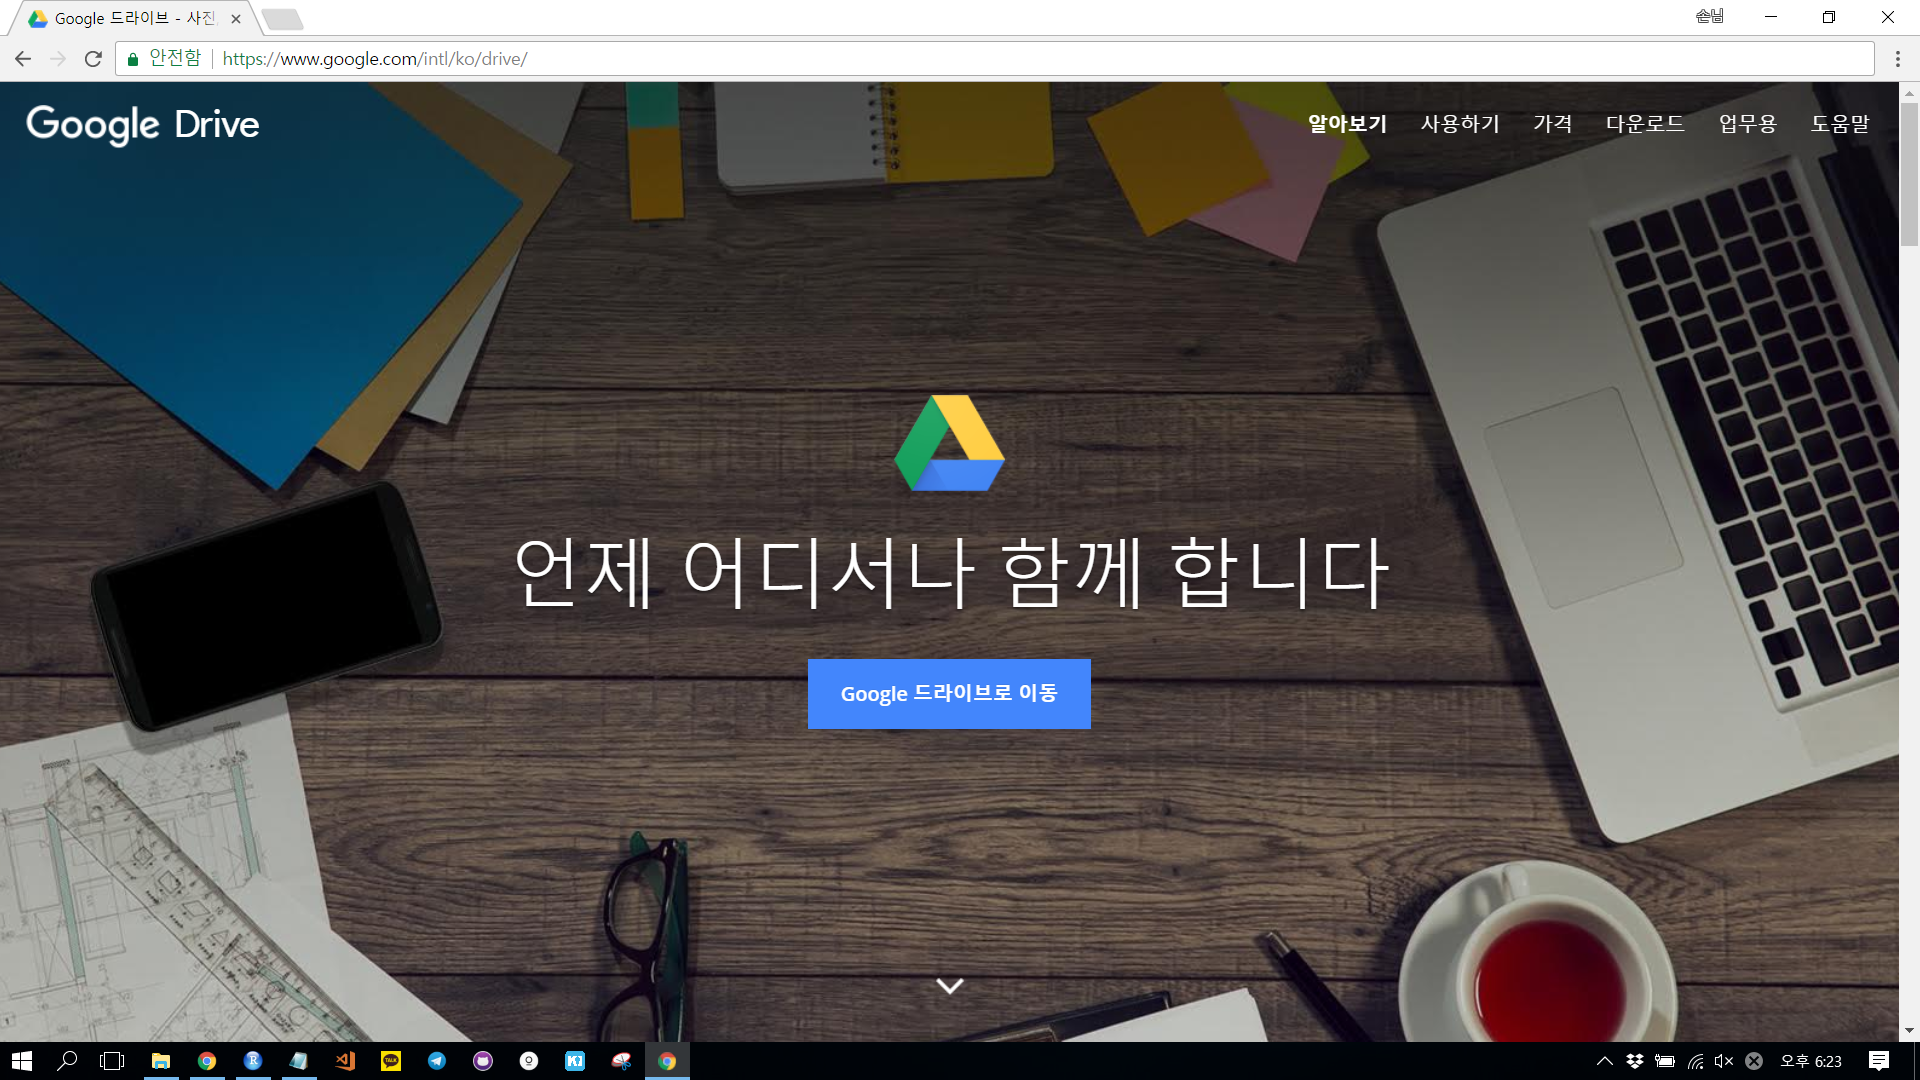 Google 드라이브 - 사진
손님
안전함
https://www.google.com/intl/ko/drive/
Google Drive
알아보기
사용하기
가격
다운로드
업무용
도움말
언제 어디서나 함께 합니다
Google 드라이브로 이동
R
TALK
오후 6:23